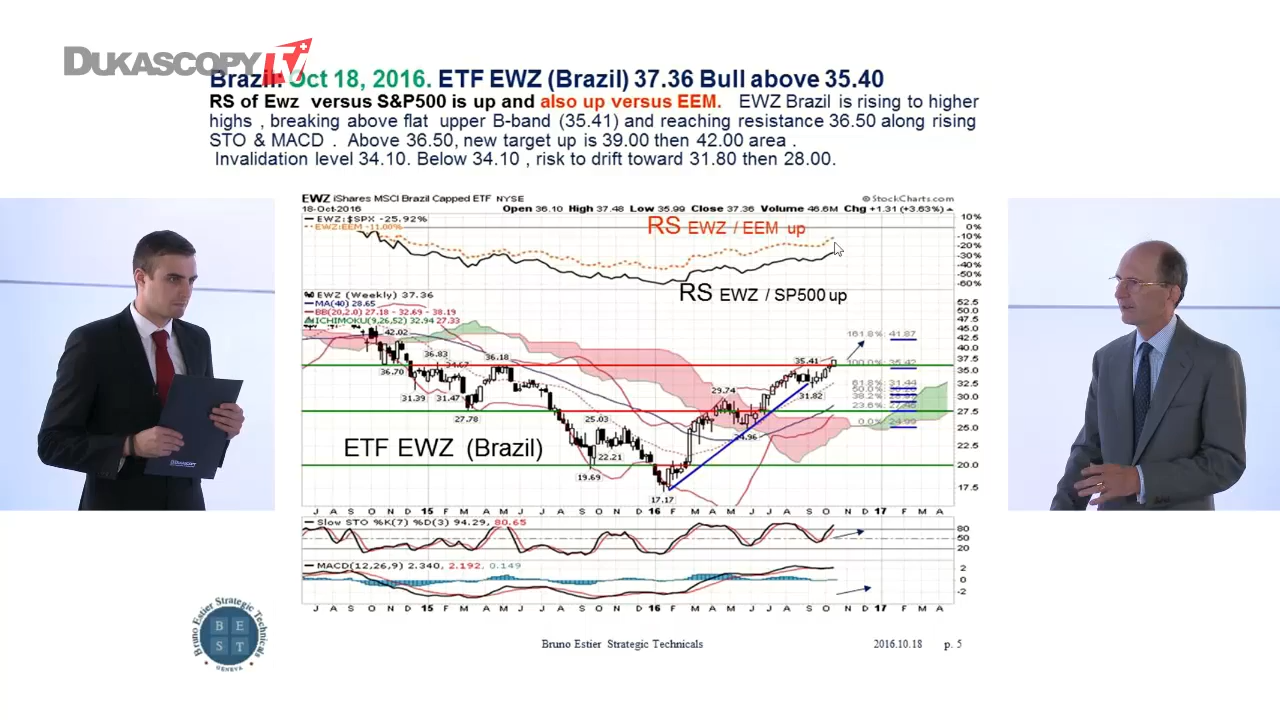 DUKASCOPY TV
Brazil: Oct 18, 2016. ETF EWZ (Brazil) 37.36 Bull above 35.40
RS of Ewz versus S&P500 is up and also up versus EEM. EWZ Brazil is rising to higher
highs , breaking above flat upper B-band (35.41) and reaching resistance 36.50 along rising
STO & MACD . Above 36.50, new target up is 39.00 then 42.00 area .
Invalidation level 34.10. Below 34.10 , risk to drift toward 31.80 then 28.00.
EWZ iShares MSCI Brazil Capped ETF NYSE © StockCharts.com
18-Oct-2016 Open 36.10 High 37.48 Low 35.99 Close 37.36 Volume 46.6M Chg +1.31 (+3.63%)
EWZ:$SPX -25.92%
EWZ:EEM -11.00%
RS EWZ / EEM up
10%
0%
-10%
-20%
-30%
-40%
-50%
-60%
RS EWZ / SP500 up
EWZ (Weekly) 37.36
MA(40) 28.65
BB(20,2.0) 27.18 - 32.69 - 38.19
ICHIMOKU(9,26,52) 32.94 27.33
52.5
50.0
47.5
45.0
42.5
40.0
37.5
35.0
32.5
30.0
27.5
25.0
22.5
20.0
17.5
42.02
36.83
34.67
36.18
36.70
31.39
31.47
27.78
25.03
22.21
19.69
17.17
29.74
24.96
35.41
31.82
161.8% 41.87
100.0% 35.42
61.8% 31.44
50.0%
38.2%
23.6%
0.0% 24.99
ETF EWZ (Brazil)
J A S O N D 15 F M A M J J A S O N D 16 F M A M J J A S O N D 17 F M A
Slow STO %K(7) %D(3) 94.29, 80.65
80
50
20
MACD(12,26,9) 2.340, 2.192, 0.149
2
0
-2
J A S O N D 15 F M A M J J A S O N D 16 F M A M J J A S O N D 17 F M A
Bruno Estier Strategic Technicals
B E
S T
GENEVA
Bruno Estier Strategic Technicals 2016.10.18 p. 5
DUKASCOPY